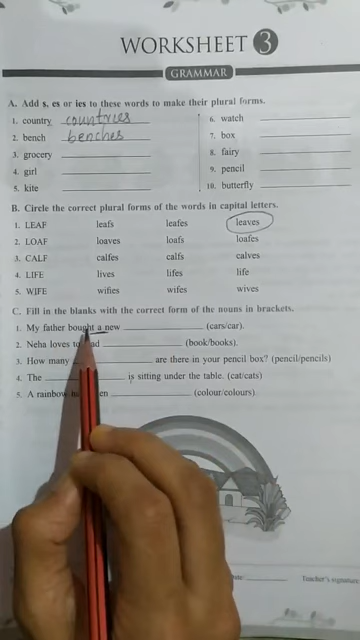 WORKSHEET 3
GRAMMAR
A. Add s, es or ies to these words to make their plural forms.
1. country countries
2. bench benches
3. grocery
4. girl
5. kite
6. watch
7. box
8. fairy
9. pencil
10. butterfly
B. Circle the correct plural forms of the words in capital letters.
1. LEAF leafs leafes leaves
2. LOAF loaves loafs loafes
3. CALF calfes calfs calves
4. LIFE lives lifes life
5. WIFE wifies wifes wives
C. Fill in the blanks with the correct form of the nouns in brackets.
1. My father bought a new (cars/car).
2. Neha loves to (book/books).
3. How many are there in your pencil box? (pencil/pencils)
4. The is sitting under the table. (cat/cats)
5. A rainbow (colour/colours)
Teacher's signature